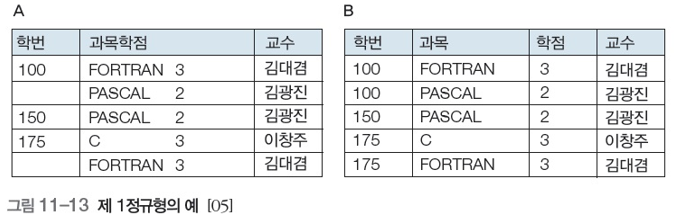 A
학번 과목학점 교수
100 FORTRAN 3 김대겸
PASCAL 2 김광진
150 PASCAL 2 김광진
175 C 3 이창주
FORTRAN 3 김대겸
B
학번 과목 학점 교수
100 FORTRAN 3 김대겸
100 PASCAL 2 김광진
150 PASCAL 2 김광진
175 C 3 이창주
175 FORTRAN 3 김대겸
그림 11-13 제 1정규형의 예 [05]